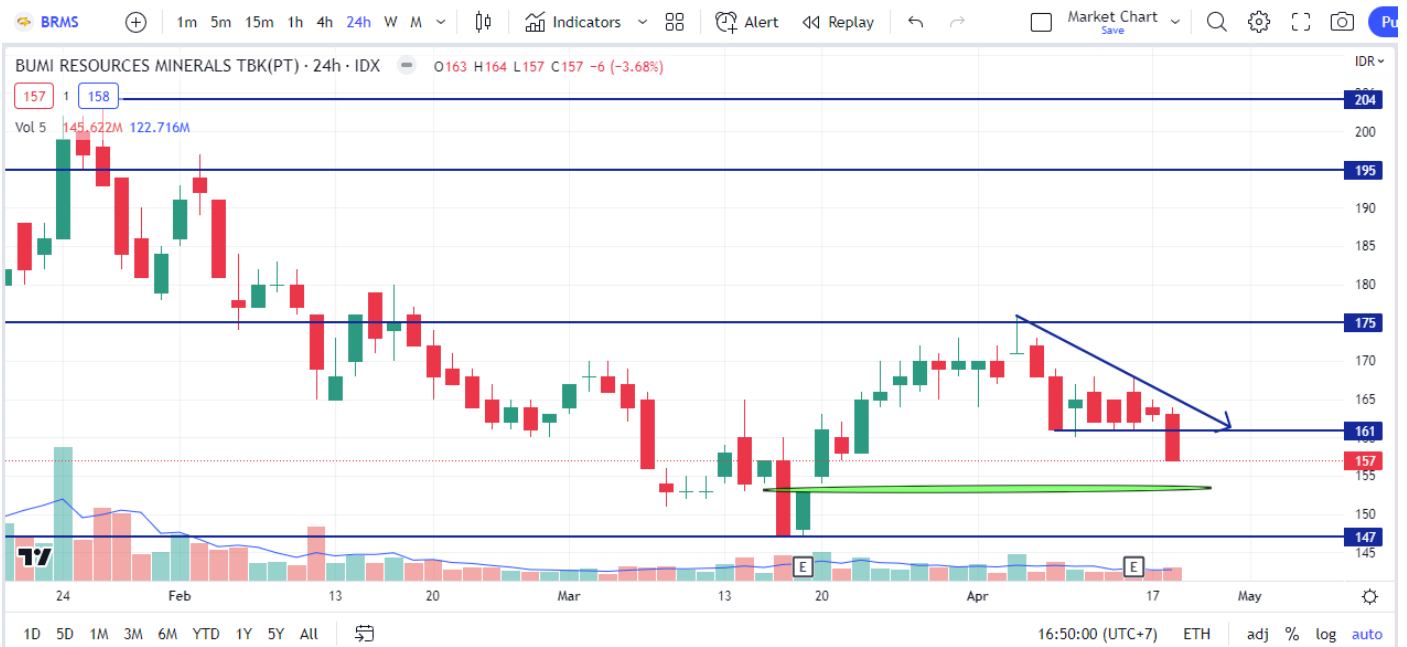 BRMS 1m 5m 15m 1h 4h 24h W M Indicators Alert Replay Market Chart Save Pu
BUMI RESOURCES MINERALS TBK(PT) · 24h · IDX O163 H164 L157 C157 −6 (−3.68%) IDR
157 1 158
Vol 5 145.622M 122.716M
204
200
195
190
185
180
175
170
165
161
157
155
150
147
145
E E
24 Feb 13 20 Mar 13 20 Apr 17 May
1D 5D 1M 3M 6M YTD 1Y 5Y All 16:50:00 (UTC+7) ETH adj % log auto